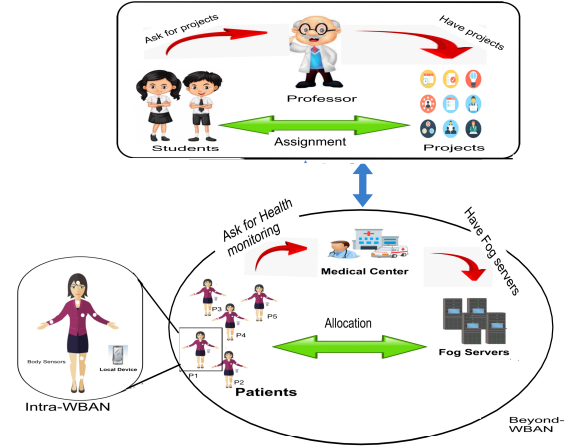 Ask for projects
Have projects
Professor
Students
Assignment
Projects
Ask for Health
monitoring
Have Fog servers
Medical Center
P3
P5
P4
P1
P2
Allocation
Fog Servers
Patients
Body Sensors
Local Device
Intra-WBAN
Beyond-
WBAN